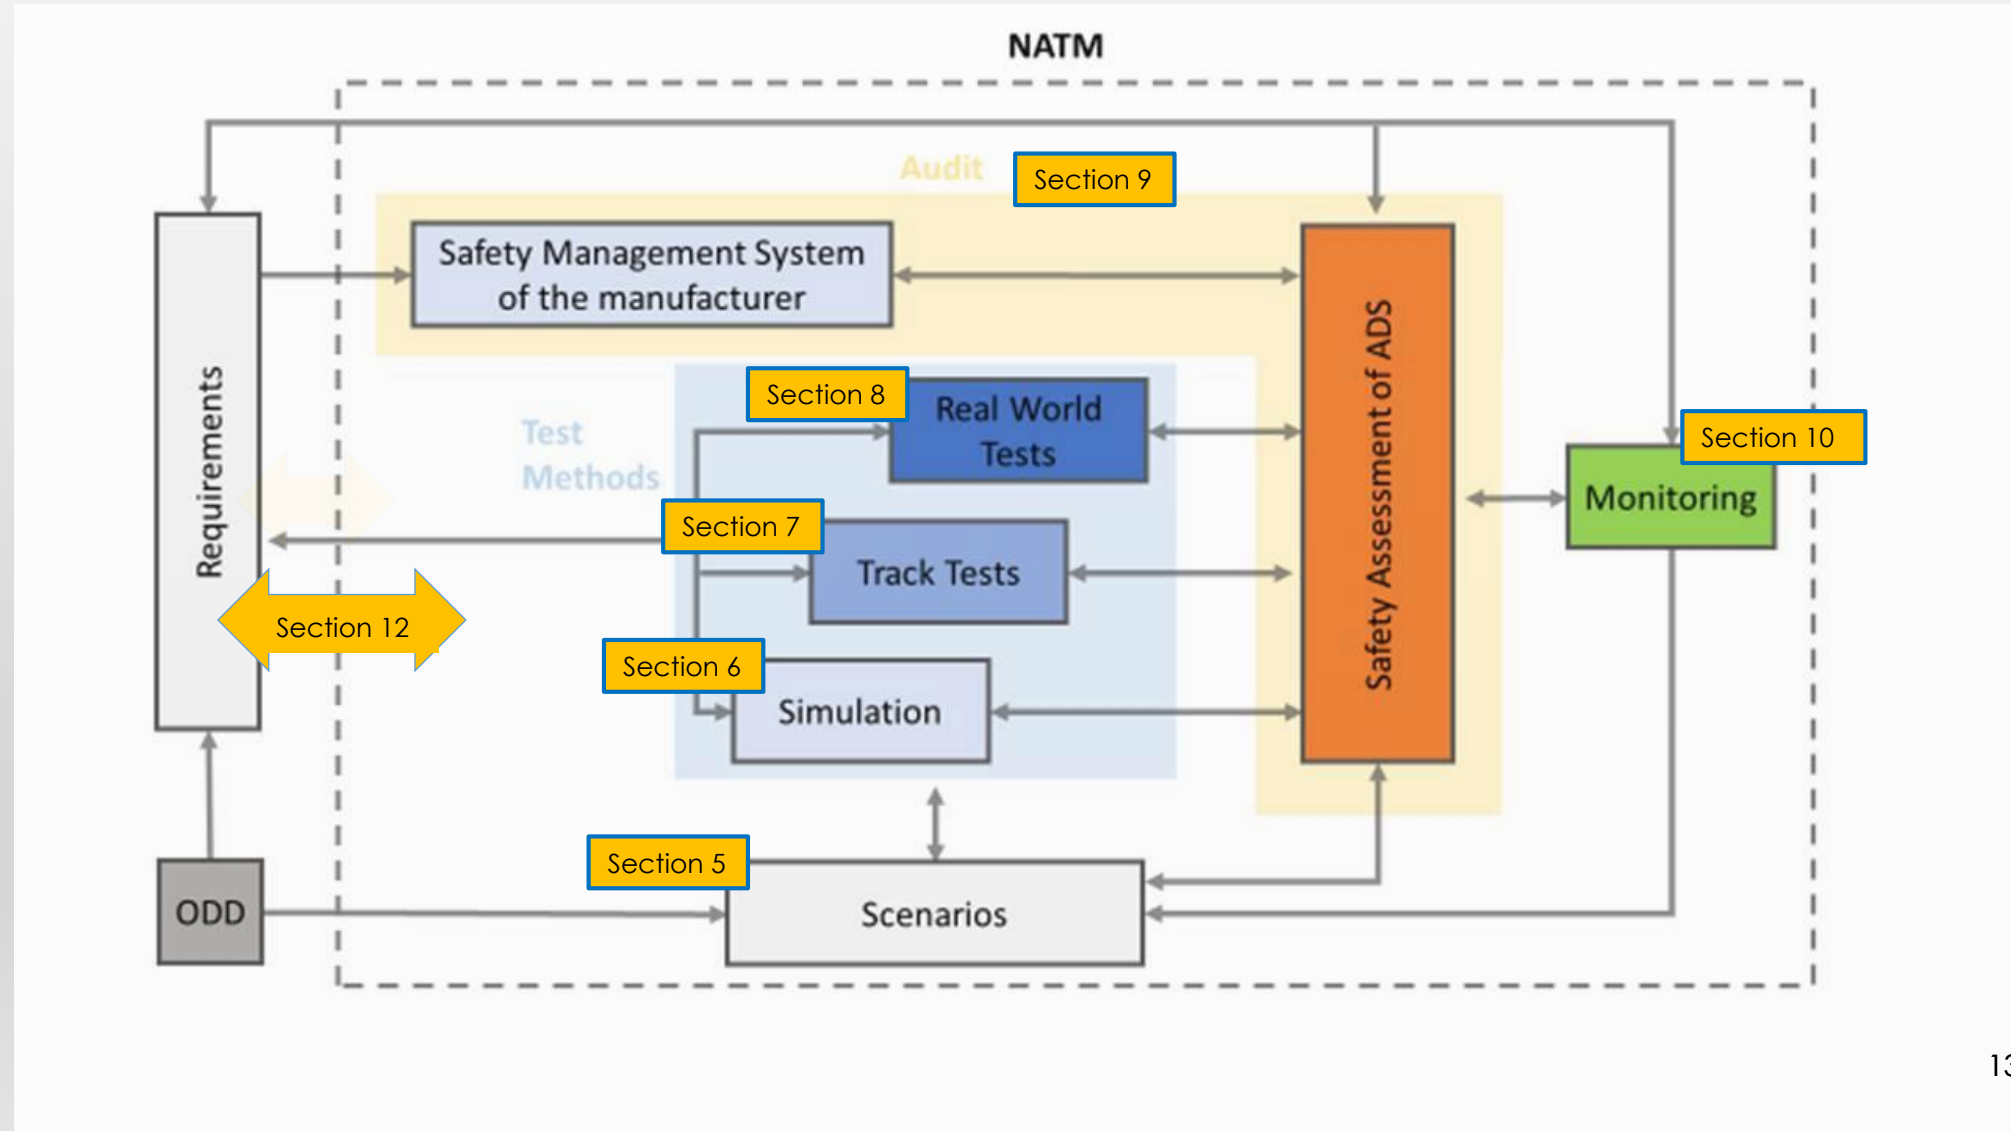 NATM
Audit
Section 9
Safety Management System
of the manufacturer
Requirements
Section 8
Real World
Tests
Test
Methods
Safety Assessment of ADS
Section 10
Monitoring
Section 7
Track Tests
Section 12
Section 6
Simulation
Section 5
Scenarios
ODD
13